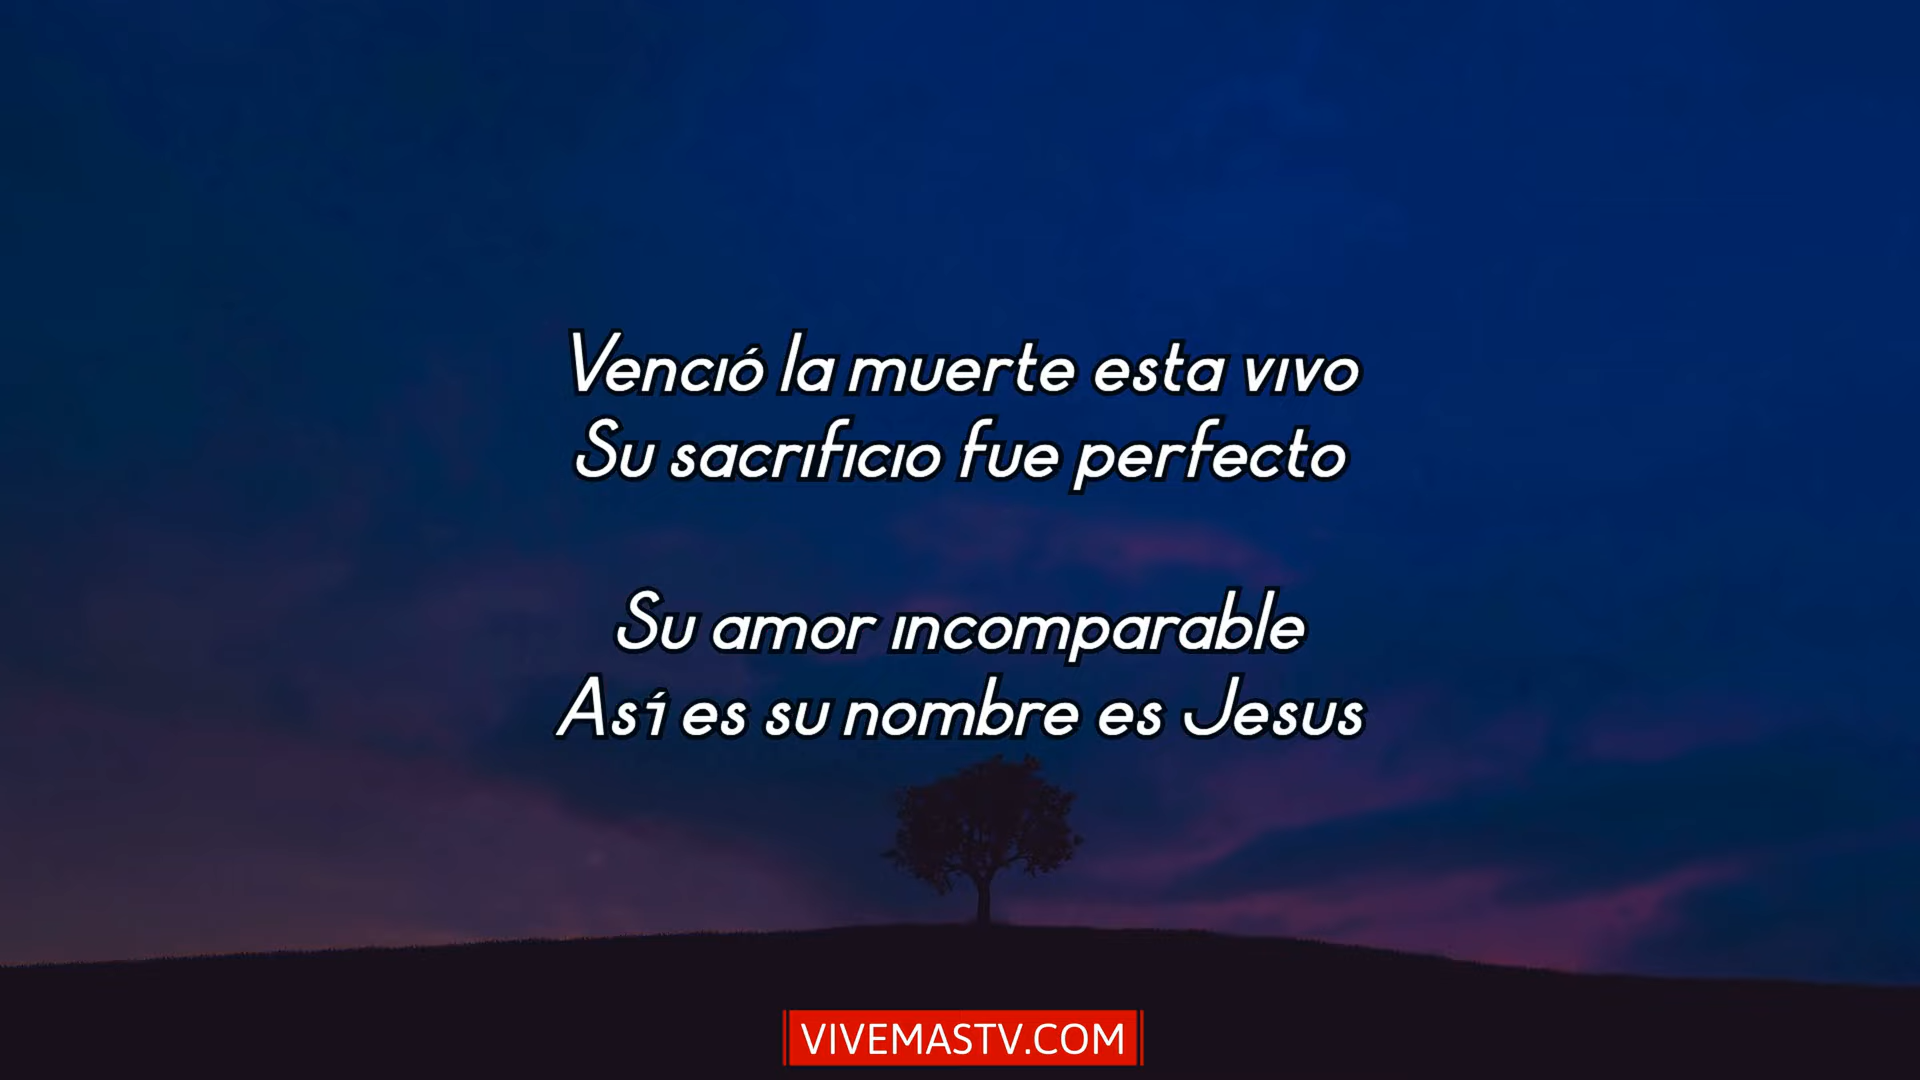 Venció la muerte esta vivo
Su sacrificio fue perfecto
Su amor incomparable
Así es su nombre es Jesus
VIVEMASTV.COM